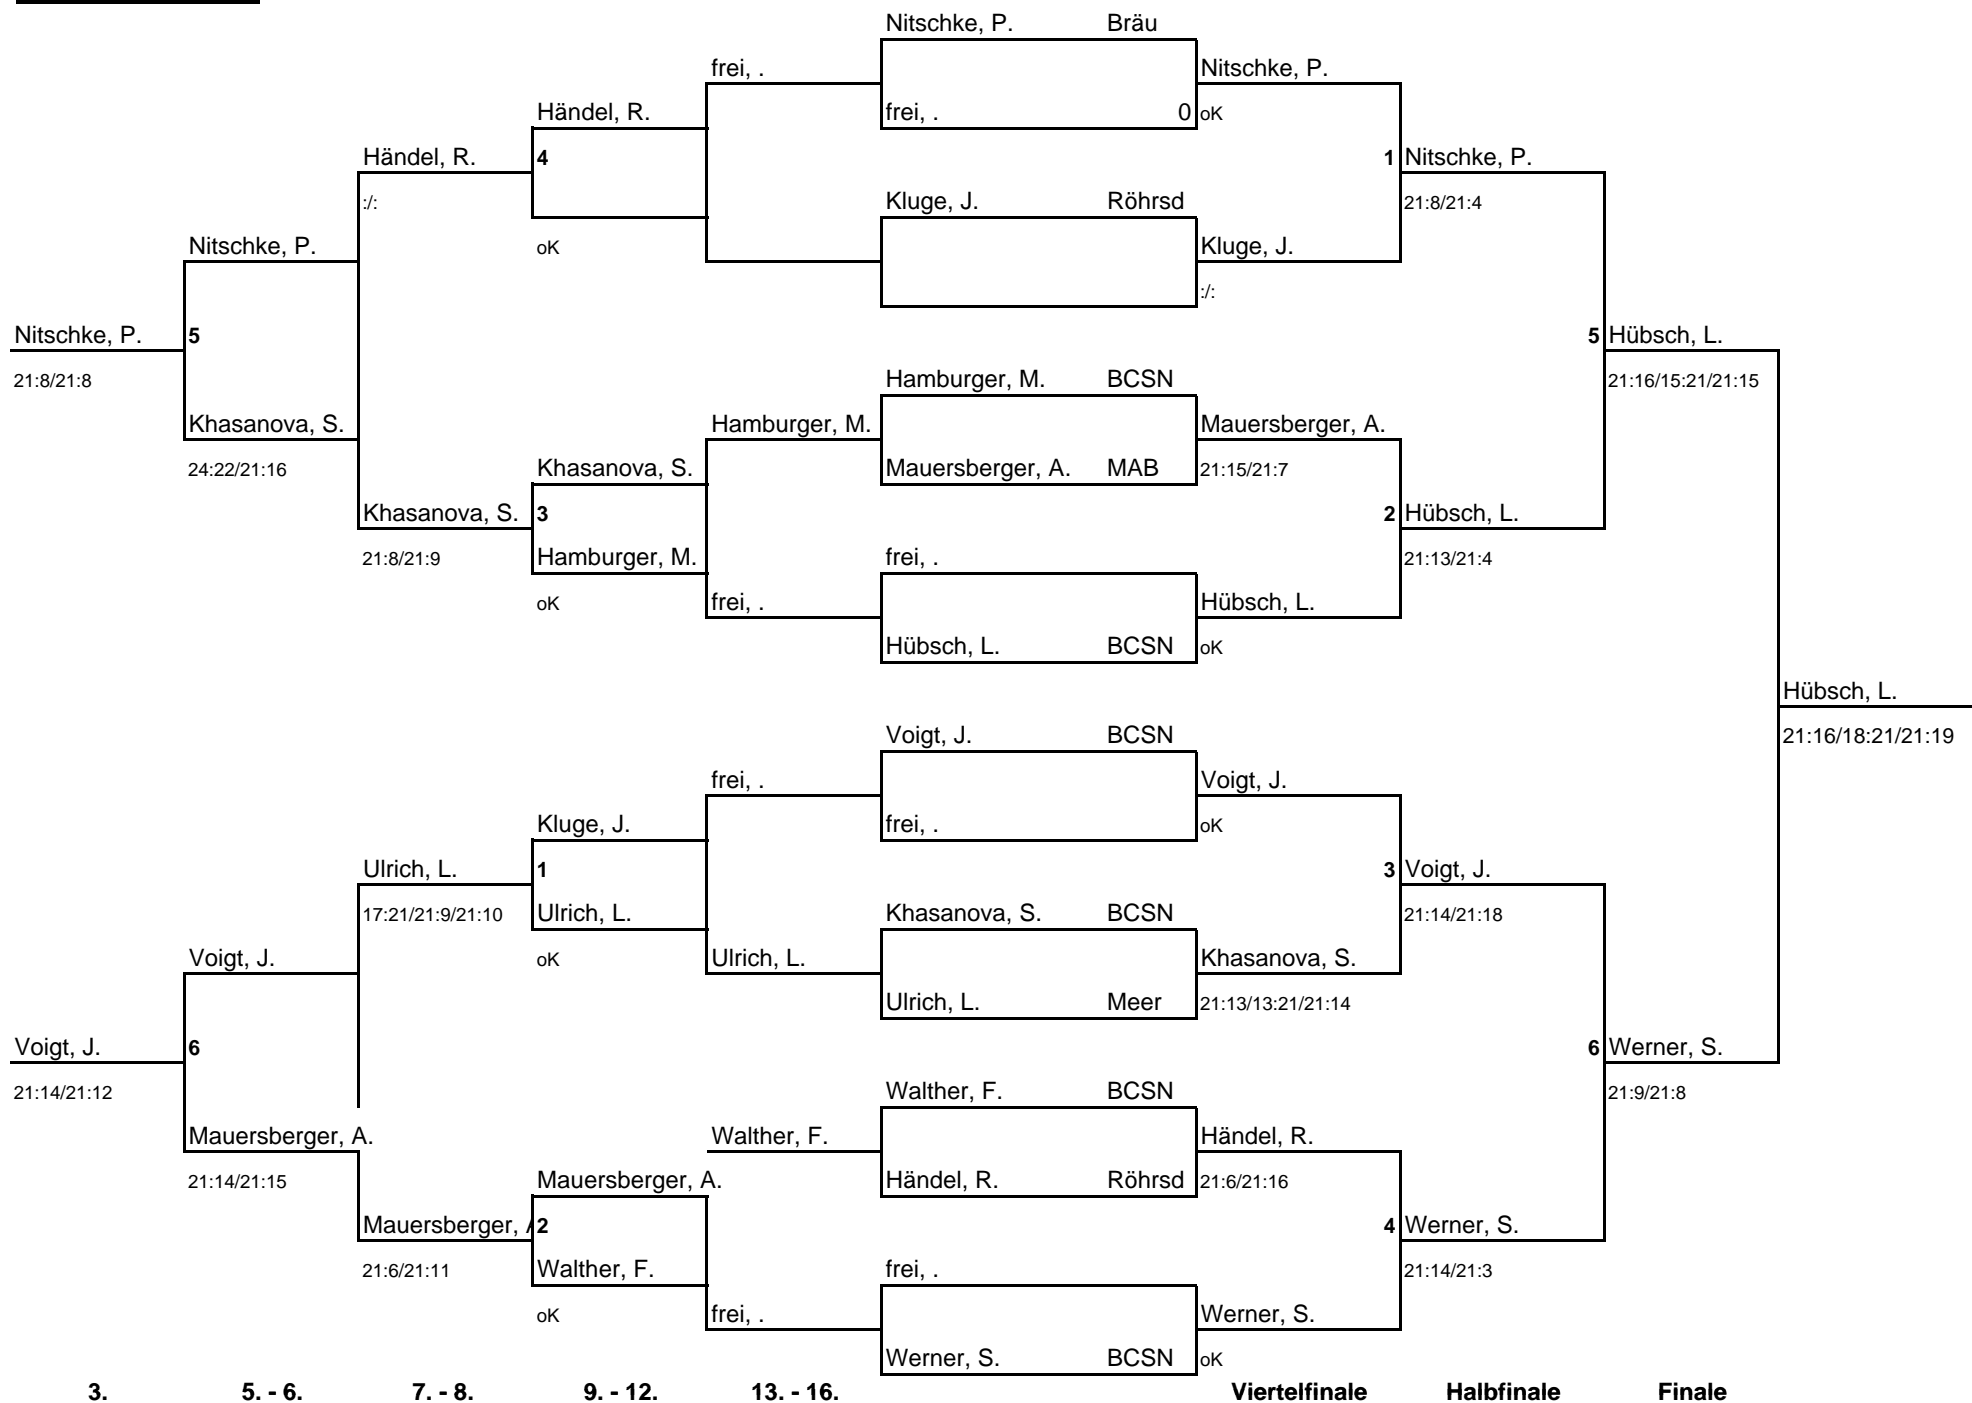 Nitschke, P. Bräu
frei, . Nitschke, P.
Händel, R. frei, . 0 oK
Händel, R. 4 1 Nitschke, P.
:/: Kluge, J. Röhrsd 21:8/21:4
Nitschke, P. oK Kluge, J.
:/:
Nitschke, P. 5 5 Hübsch, L.
21:8/21:8 Hamburger, M. BCSN 21:16/15:21/21:15
Khasanova, S. Hamburger, M. Mauersberger, A.
24:22/21:16 Khasanova, S. Mauersberger, A. MAB 21:15/21:7
Khasanova, S. 3 2 Hübsch, L.
21:8/21:9 Hamburger, M. frei, . 21:13/21:4
oK frei, . Hübsch, L.
Hübsch, L. BCSN oK
Hübsch, L.
Voigt, J. BCSN 21:16/18:21/21:19
frei, . Voigt, J.
Kluge, J. frei, . oK
Ulrich, L. 1 3 Voigt, J.
17:21/21:9/21:10 Ulrich, L. Khasanova, S. BCSN 21:14/21:18
Voigt, J. oK Ulrich, L. Khasanova, S.
Ulrich, L. Meer 21:13/13:21/21:14
Voigt, J. 6 6 Werner, S.
21:14/21:12 Walther, F. BCSN 21:9/21:8
Mauersberger, A. Walther, F. Händel, R.
21:14/21:15 Mauersberger, A. Händel, R. Röhrsd 21:6/21:16
Mauersberger, 2 4 Werner, S.
21:6/21:11 Walther, F. frei, . 21:14/21:3
oK frei, . Werner, S.
Werner, S. BCSN oK
3. 5. - 6. 7. - 8. 9. - 12. 13. - 16. Viertelfinale Halbfinale Finale